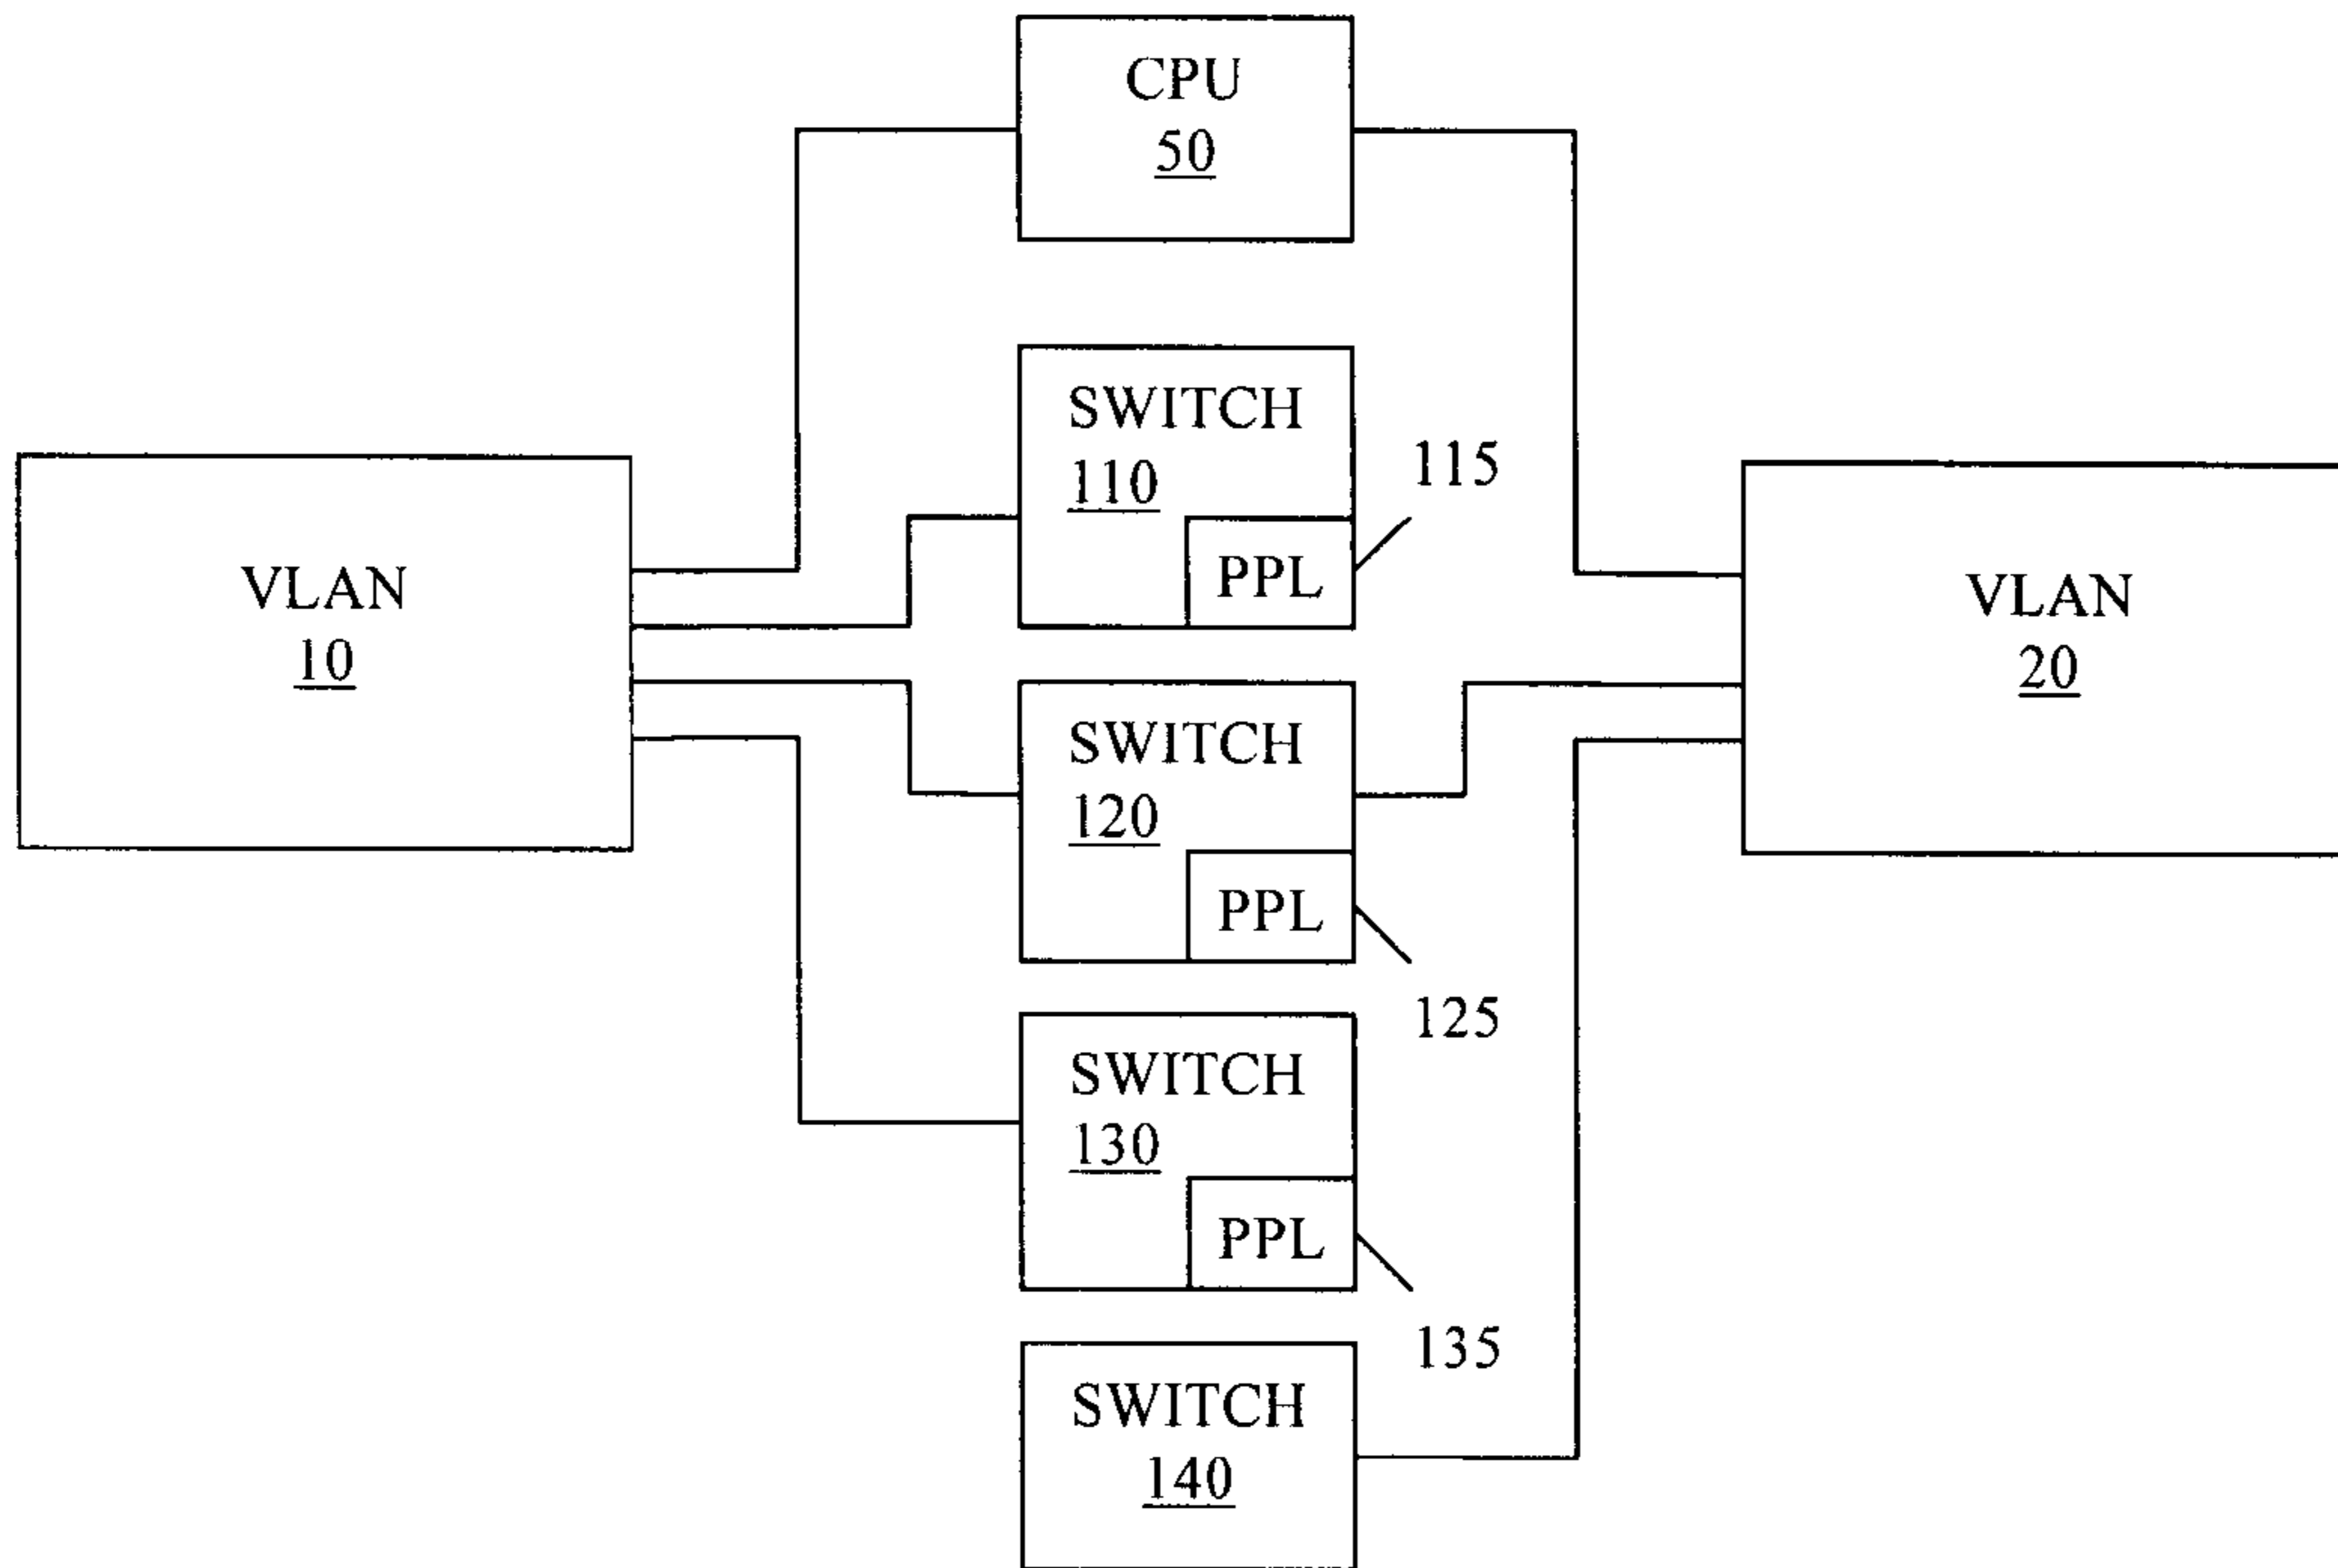 CPU
50
SWITCH
110
115
PPL
VLAN
10
VLAN
20
SWITCH
120
PPL
125
SWITCH
130
PPL
135
SWITCH
140